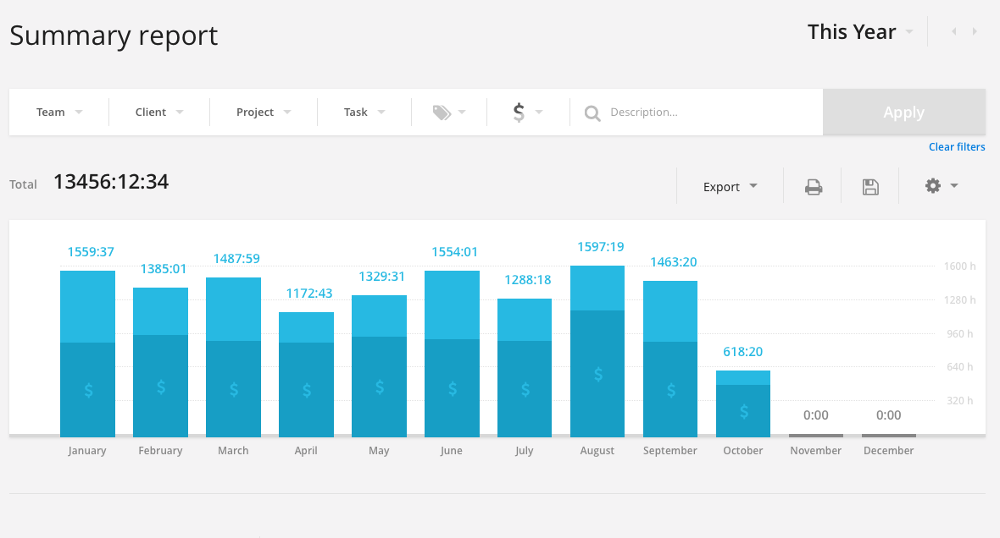 Summary report
This Year
Team Client Project Task $ Description... Apply
Clear filters
Total 13456:12:34
Export
1559:37
1385:01
1487:59
1172:43
1329:31
1554:01
1288:18
1597:19
1463:20
618:20
0:00
0:00
1600 h
1280 h
960 h
640 h
320 h
$ $ $ $ $ $ $ $ $ $
January February March April May June July August September October November December